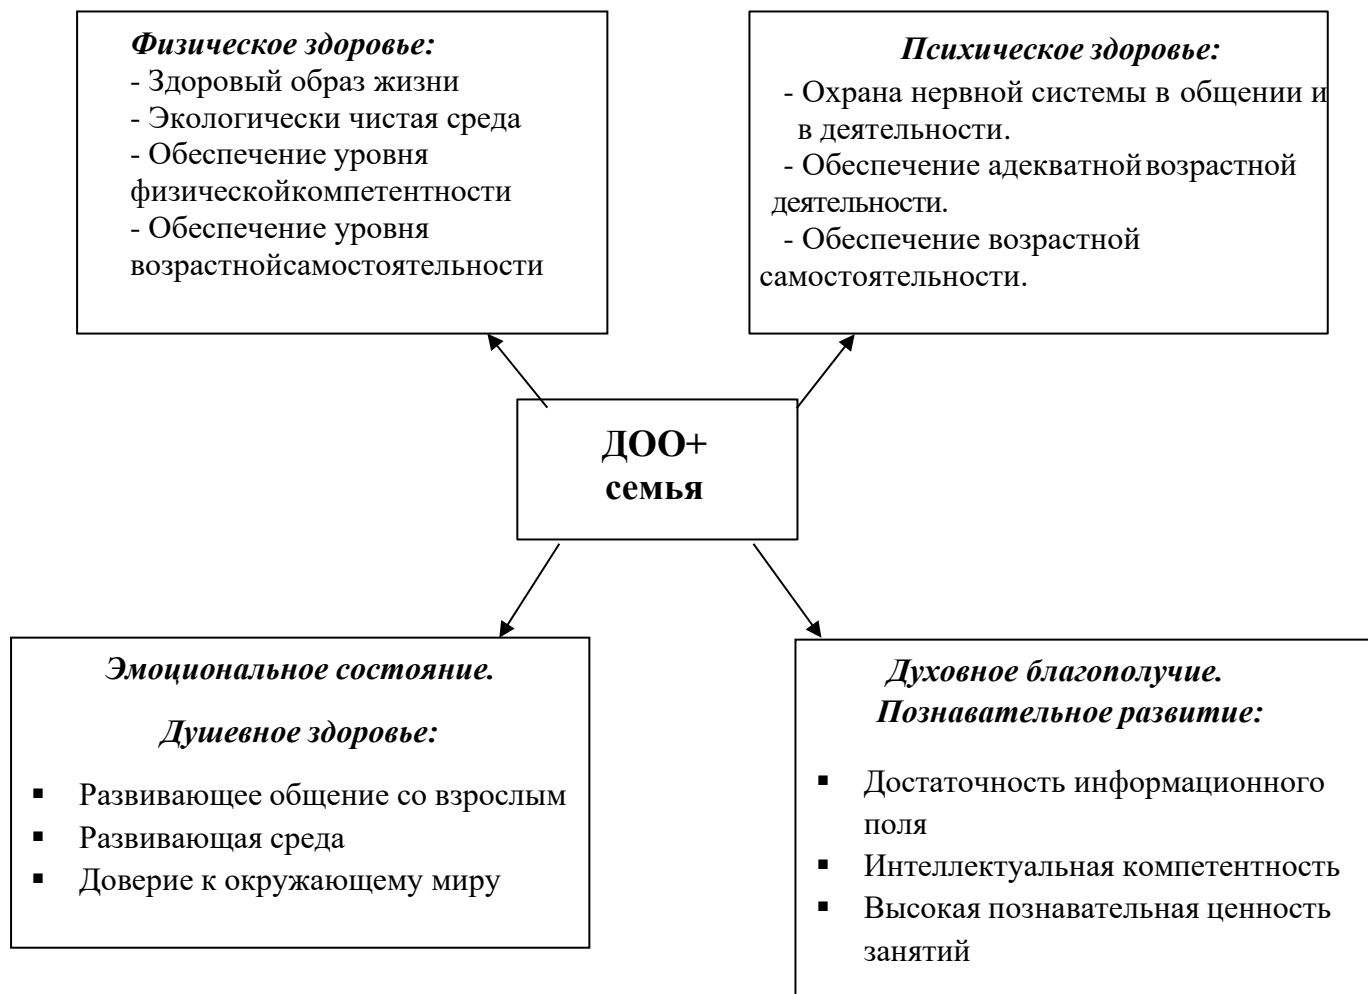 Физическое здоровье:
- Здоровый образ жизни
- Экологически чистая среда
- Обеспечение уровня
физическойкомпетентности
- Обеспечение уровня
возрастнойсамостоятельности
Психическое здоровье:
- Охрана нервной системы в общении и
в деятельности.
- Обеспечение адекватной возрастной
деятельности.
- Обеспечение возрастной
самостоятельности.
ДОО+
семья
Эмоциональное состояние.
Душевное здоровье:
▪ Развивающее общение со взрослым
▪ Развивающая среда
▪ Доверие к окружающему миру
Духовное благополучие.
Познавательное развитие:
▪ Достаточность информационного
поля
▪ Интеллектуальная компетентность
▪ Высокая познавательная ценность
занятий